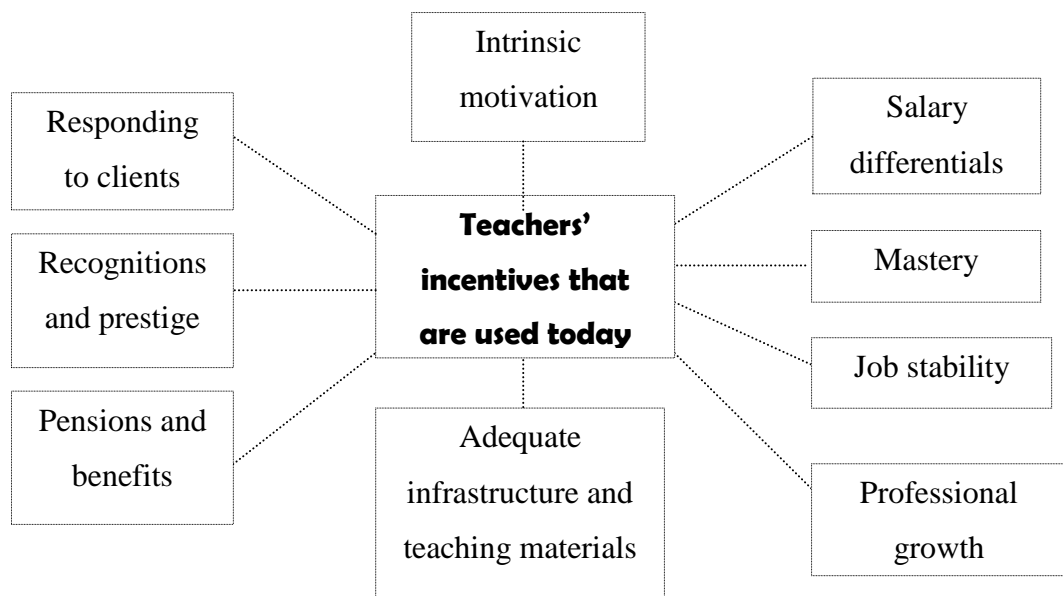 Intrinsic
motivation
Responding
to clients
Salary
differentials
Teachers’
incentives that
are used today
Recognitions
and prestige
Mastery
Job stability
Pensions and
benefits
Adequate
infrastructure and
teaching materials
Professional
growth